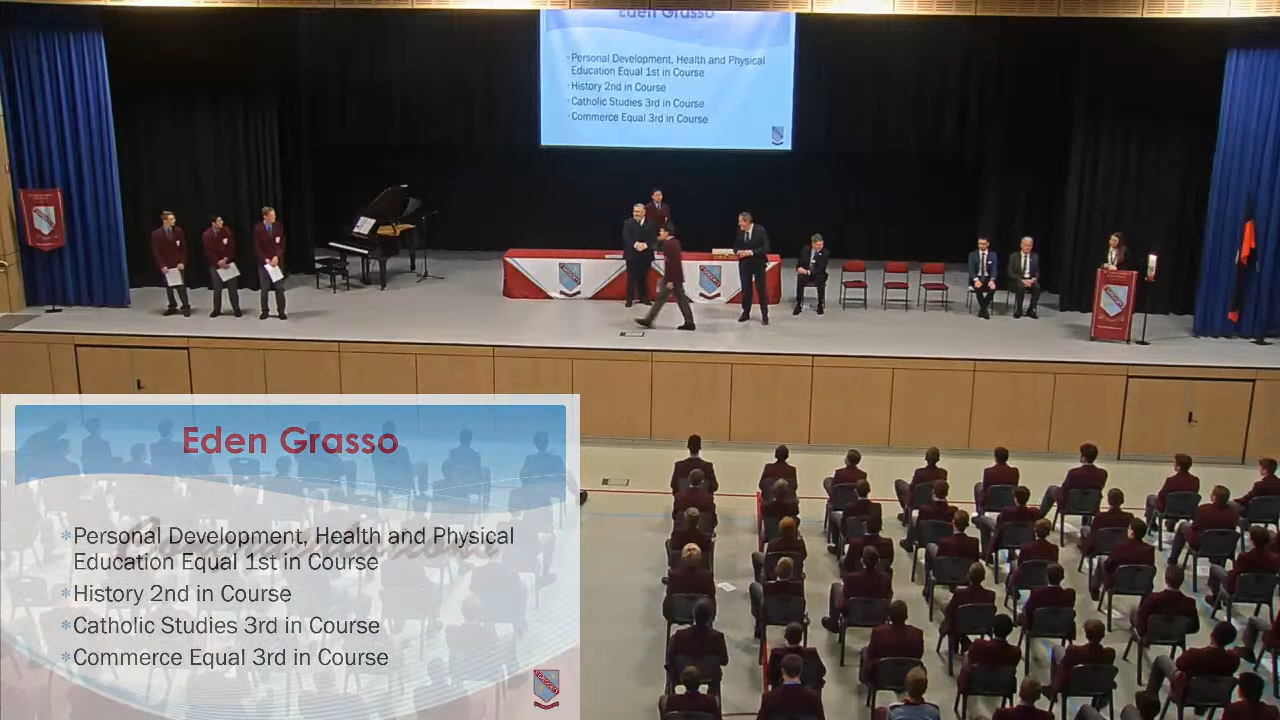 Eden Grasso
Personal Development, Health and Physical
Education Equal 1st in Course
History 2nd in Course
Catholic Studies 3rd in Course
Commerce Equal 3rd in Course
Eden Grasso
*Personal Development, Health and Physical
Education Equal 1st in Course
*History 2nd in Course
*Catholic Studies 3rd in Course
*Commerce Equal 3rd in Course